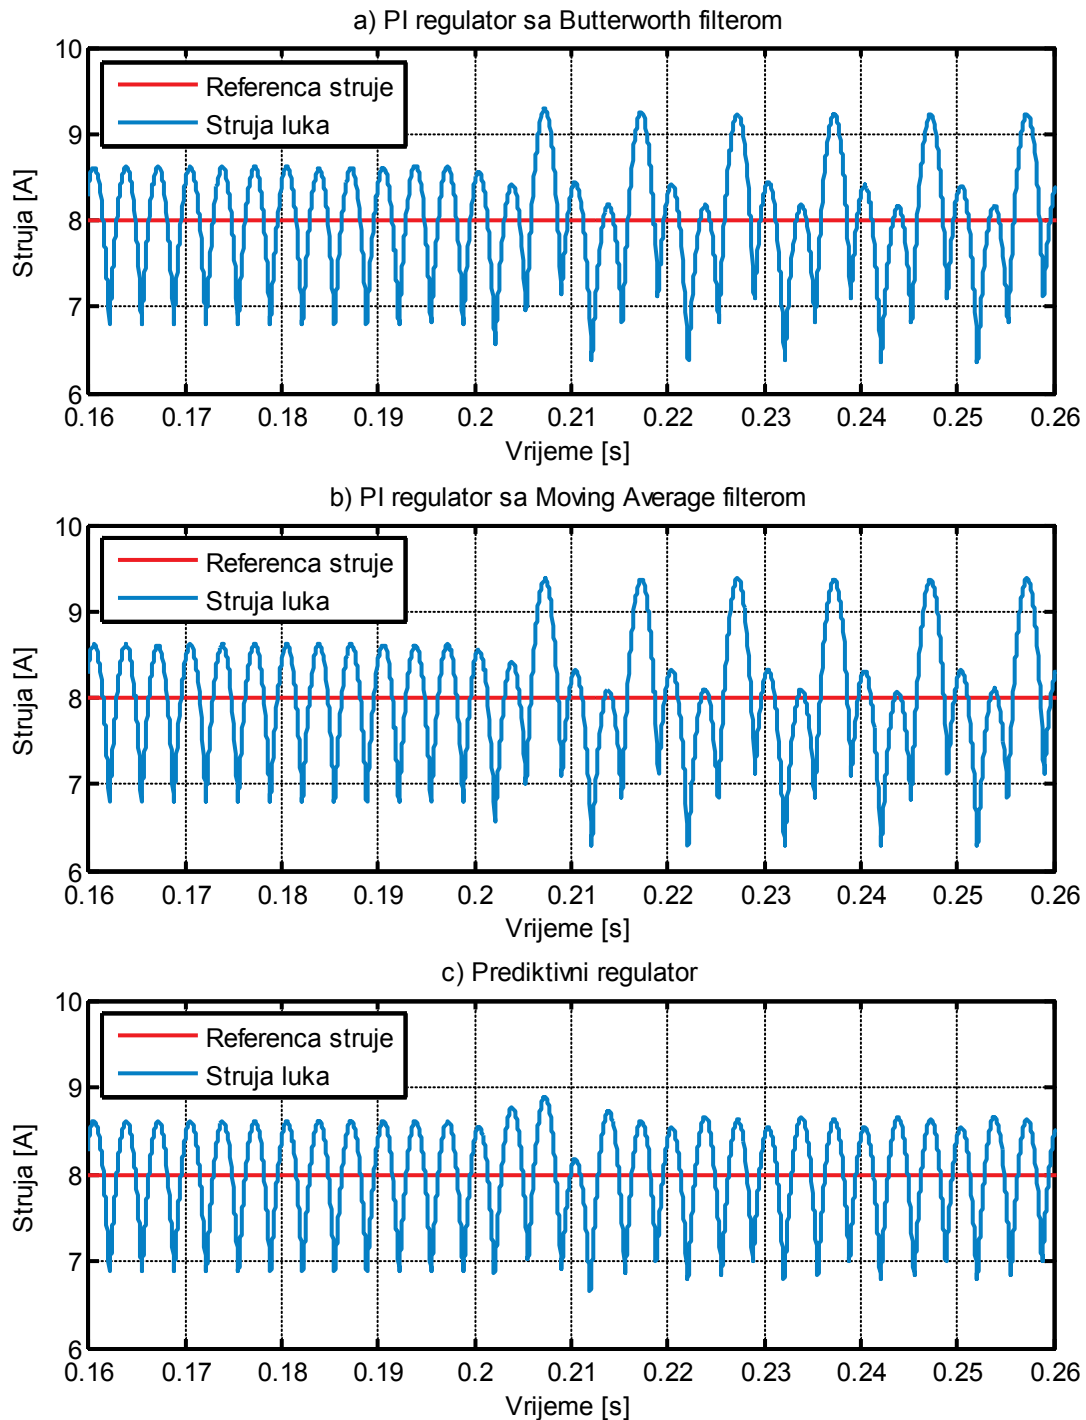 a) PI regulator sa Butterworth filterom
10
9
8
7
6
Struja [A]
Referenca struje
Struja luka
0.16 0.17 0.18 0.19 0.2 0.21 0.22 0.23 0.24 0.25 0.26
Vrijeme [s]
b) PI regulator sa Moving Average filterom
10
9
8
7
6
Struja [A]
Referenca struje
Struja luka
0.16 0.17 0.18 0.19 0.2 0.21 0.22 0.23 0.24 0.25 0.26
Vrijeme [s]
c) Prediktivni regulator
10
9
8
7
6
Struja [A]
Referenca struje
Struja luka
0.16 0.17 0.18 0.19 0.2 0.21 0.22 0.23 0.24 0.25 0.26
Vrijeme [s]